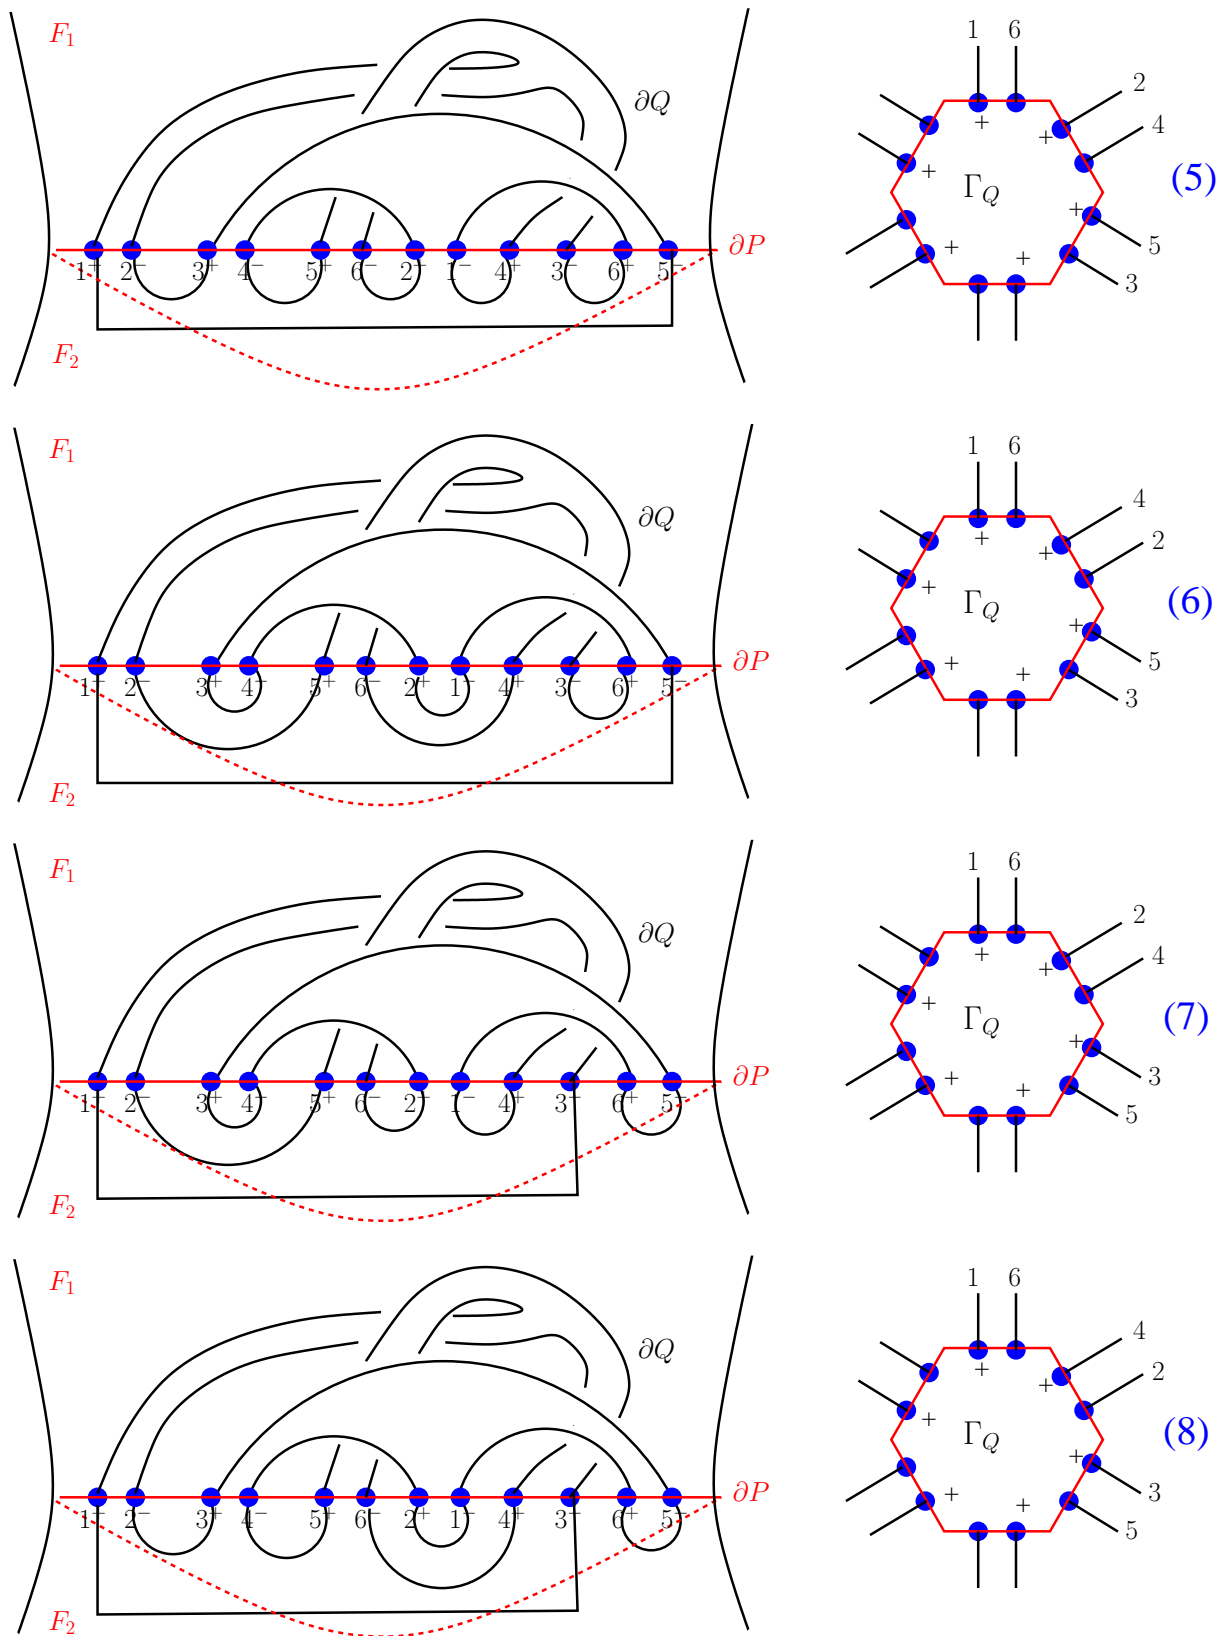 F₁
∂Q
1 6
2
4
+ +
+ Γ_Q +
5
(5)
∂P
1⁺ 2⁻ 3⁺ 4⁻ 5⁺ 6⁻ 2⁻ 1⁻ 4⁺ 3⁻ 6⁺ 5⁻
+ +
3
F₂
F₁
∂Q
1 6
4
2
+ +
+ Γ_Q +
5
(6)
∂P
1⁻ 2⁻ 3⁺ 4⁻ 5⁺ 6⁻ 2⁺ 1⁻ 4⁺ 3⁻ 6⁺ 5⁻
+ +
3
F₂
F₁
∂Q
1 6
2
4
+ +
+ Γ_Q +
3
(7)
∂P
1⁻ 2⁻ 3⁺ 4⁻ 5⁺ 6⁻ 2⁻ 1⁻ 4⁺ 3⁻ 6⁺ 5⁻
+ +
5
F₂
F₁
∂Q
1 6
4
2
+ +
+ Γ_Q +
3
(8)
∂P
1⁻ 2⁻ 3⁺ 4⁻ 5⁺ 6⁻ 2⁺ 1⁻ 4⁺ 3⁻ 6⁺ 5⁻
+ +
5
F₂